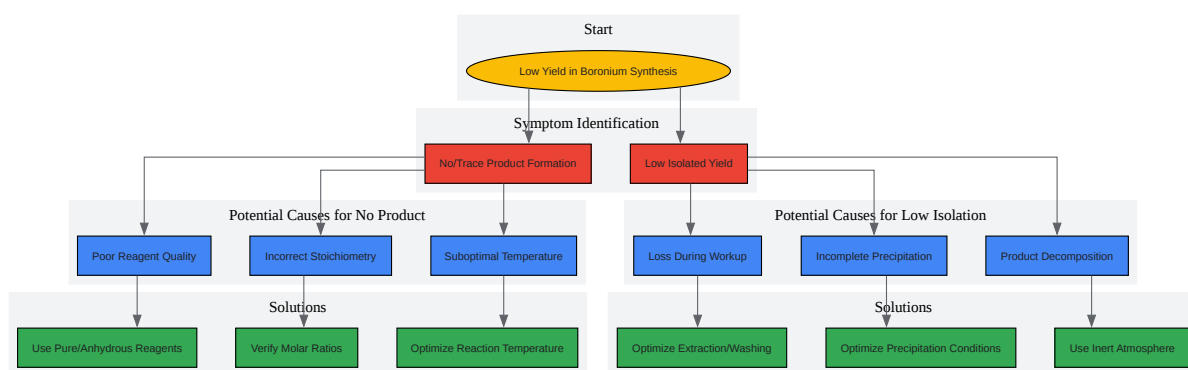 Start
Low Yield in Boronium Synthesis
Symptom Identification
No/Trace Product Formation
Low Isolated Yield
Potential Causes for No Product
Potential Causes for Low Isolation
Poor Reagent Quality
Incorrect Stoichiometry
Suboptimal Temperature
Loss During Workup
Incomplete Precipitation
Product Decomposition
Solutions
Solutions
Use Pure/Anhydrous Reagents
Verify Molar Ratios
Optimize Reaction Temperature
Optimize Extraction/Washing
Optimize Precipitation Conditions
Use Inert Atmosphere